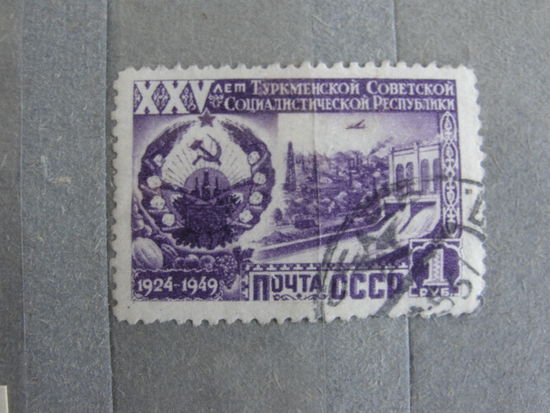 XXV ЛЕТ ТУРКМЕНСКОЙ СОВЕТСКОЙ
СОЦИАЛИСТИЧЕСКОЙ РЕСПУБЛИКИ
1924-1949 ПОЧТА СССР 1
РУБ.